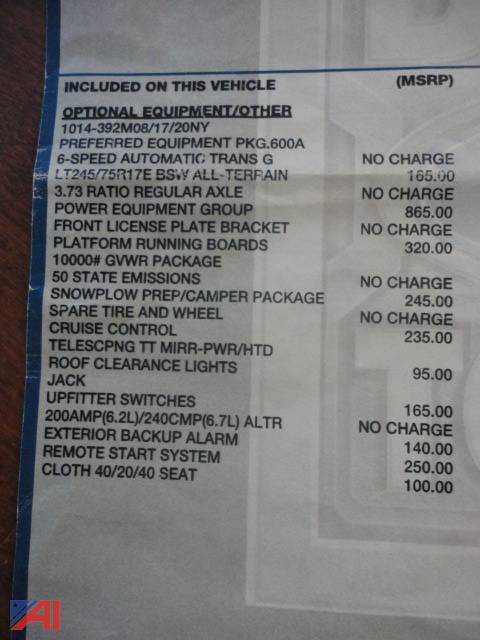 INCLUDED ON THIS VEHICLE (MSRP)
OPTIONAL EQUIPMENT/OTHER
1014-392M08/17/20NY
PREFERRED EQUIPMENT PKG.600A
6-SPEED AUTOMATIC TRANS G NO CHARGE
LT245/75R17E BSW ALL-TERRAIN 165.00
3.73 RATIO REGULAR AXLE NO CHARGE
POWER EQUIPMENT GROUP 865.00
FRONT LICENSE PLATE BRACKET NO CHARGE
PLATFORM RUNNING BOARDS 320.00
10000# GVWR PACKAGE
50 STATE EMISSIONS NO CHARGE
SNOWPLOW PREP/CAMPER PACKAGE 245.00
SPARE TIRE AND WHEEL NO CHARGE
CRUISE CONTROL 235.00
TELESCPNG TT MIRR-PWR/HTD
ROOF CLEARANCE LIGHTS 95.00
JACK
UPFITTER SWITCHES 165.00
200AMP(6.2L)/240CMP(6.7L) ALTR NO CHARGE
EXTERIOR BACKUP ALARM 140.00
REMOTE START SYSTEM 250.00
CLOTH 40/20/40 SEAT 100.00
AI